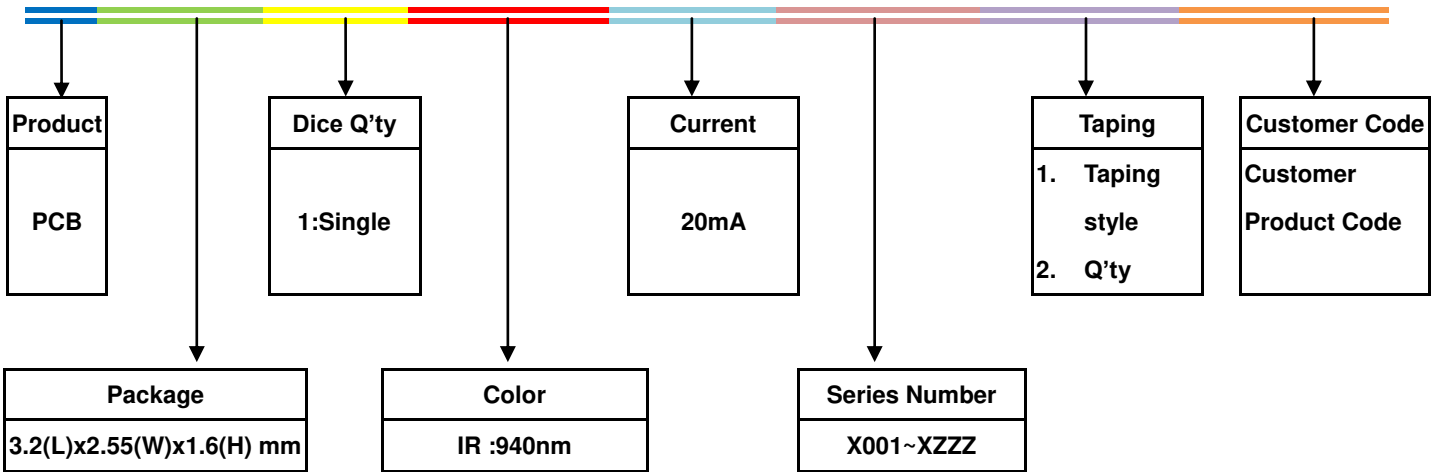 Product
PCB
Dice Q'ty
1:Single
Current
20mA
Taping
1. Taping
style
2. Q'ty
Customer Code
Customer
Product Code
Package
3.2(L)x2.55(W)x1.6(H) mm
Color
IR :940nm
Series Number
X001~XZZZ